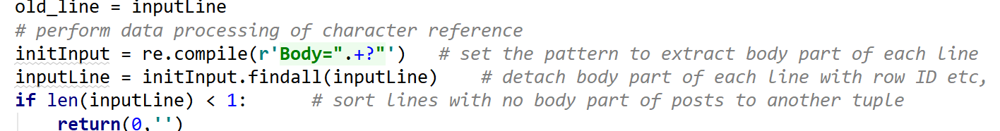 old_line = inputLine
# perform data processing of character reference
initInput = re.compile(r'Body=".+?"')   # set the pattern to extract body part of each line
inputLine = initInput.findall(inputLine)    # detach body part of each line with row ID etc,
if len(inputLine) < 1:      # sort lines with no body part of posts to another tuple
    return(0,'')